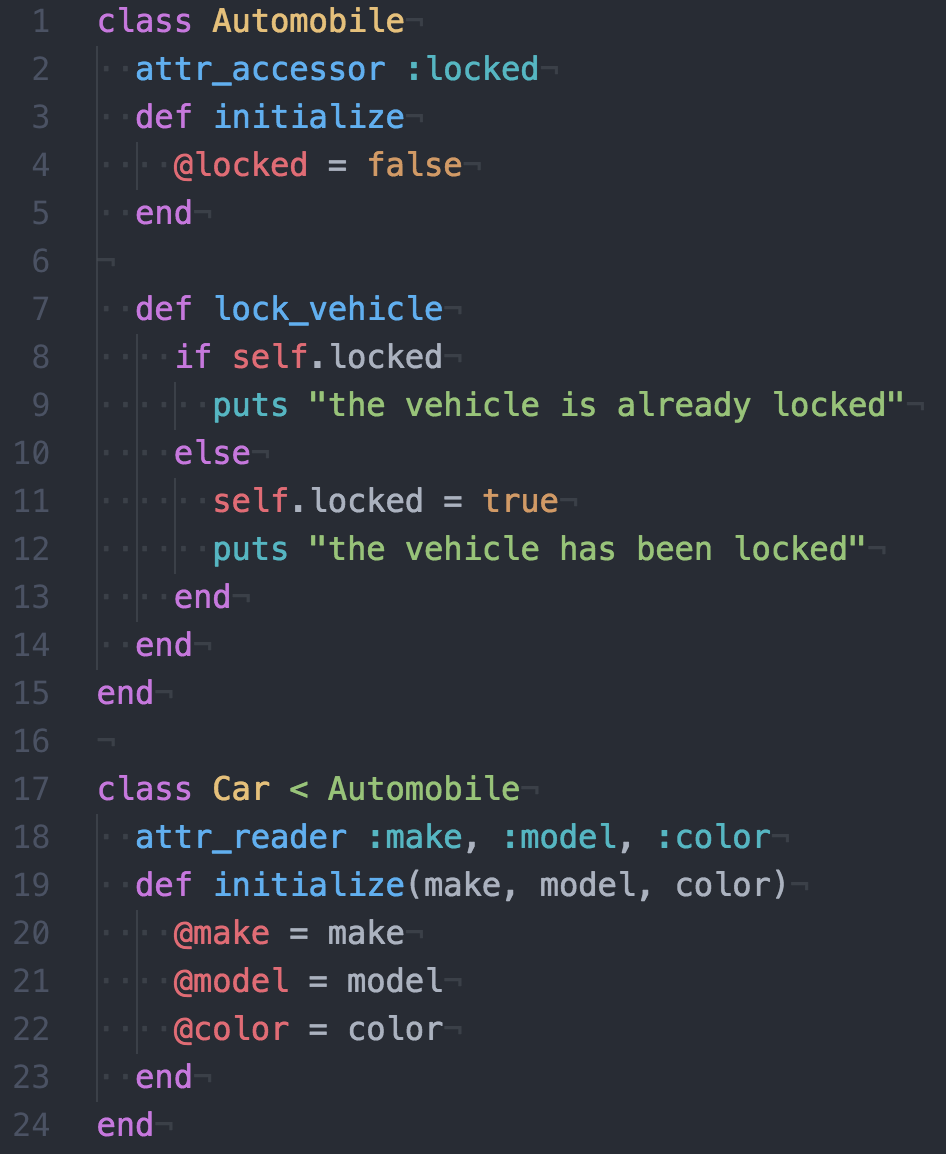 1 class Automobile¬
2 ··attr_accessor :locked¬
3 ··def initialize¬
4 ····@locked = false¬
5 ··end¬
6 ¬
7 ··def lock_vehicle¬
8 ····if self.locked¬
9 ······puts "the vehicle is already locked"¬
10 ····else¬
11 ······self.locked = true¬
12 ······puts "the vehicle has been locked"¬
13 ····end¬
14 ··end¬
15 end¬
16 ¬
17 class Car < Automobile¬
18 ··attr_reader :make, :model, :color¬
19 ··def initialize(make, model, color)¬
20 ····@make = make¬
21 ····@model = model¬
22 ····@color = color¬
23 ··end¬
24 end¬